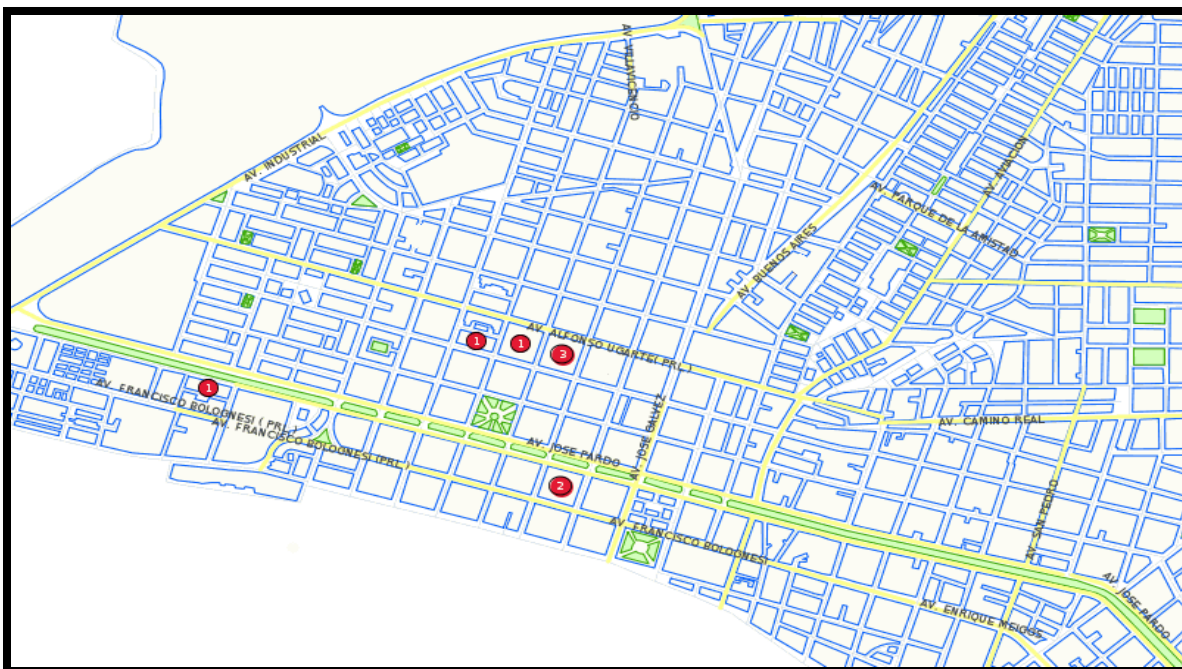 AV. VILLAVICENCIO
AV. INDUSTRIAL
AV. AVIACION
AV. PARQUE DE LA AMISTAD
AV. BUENOS AIRES
AV. ALFONSO UGARTE( PRL.)
1
1
3
1
AV. FRANCISCO BOLOGNESI ( PRL.)
AV. FRANCISCO BOLOGNESI (PRL.)
AV. JOSE GALVEZ
AV. CAMINO REAL
AV. JOSE PARDO
2
AV. SAN PEDRO
AV. FRANCISCO BOLOGNESI
AV. JOSE PARDO
AV. ENRIQUE MEIGGS